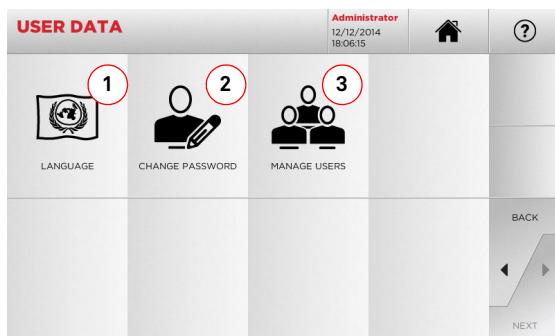 USER DATA
Administrator
12/12/2014
18:06:15
?
1
2
3
LANGUAGE
CHANGE PASSWORD
MANAGE USERS
BACK
NEXT